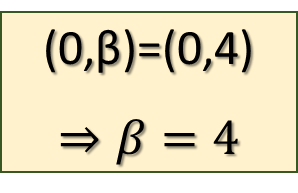 (0,β)=(0,4)
⇒ β = 4